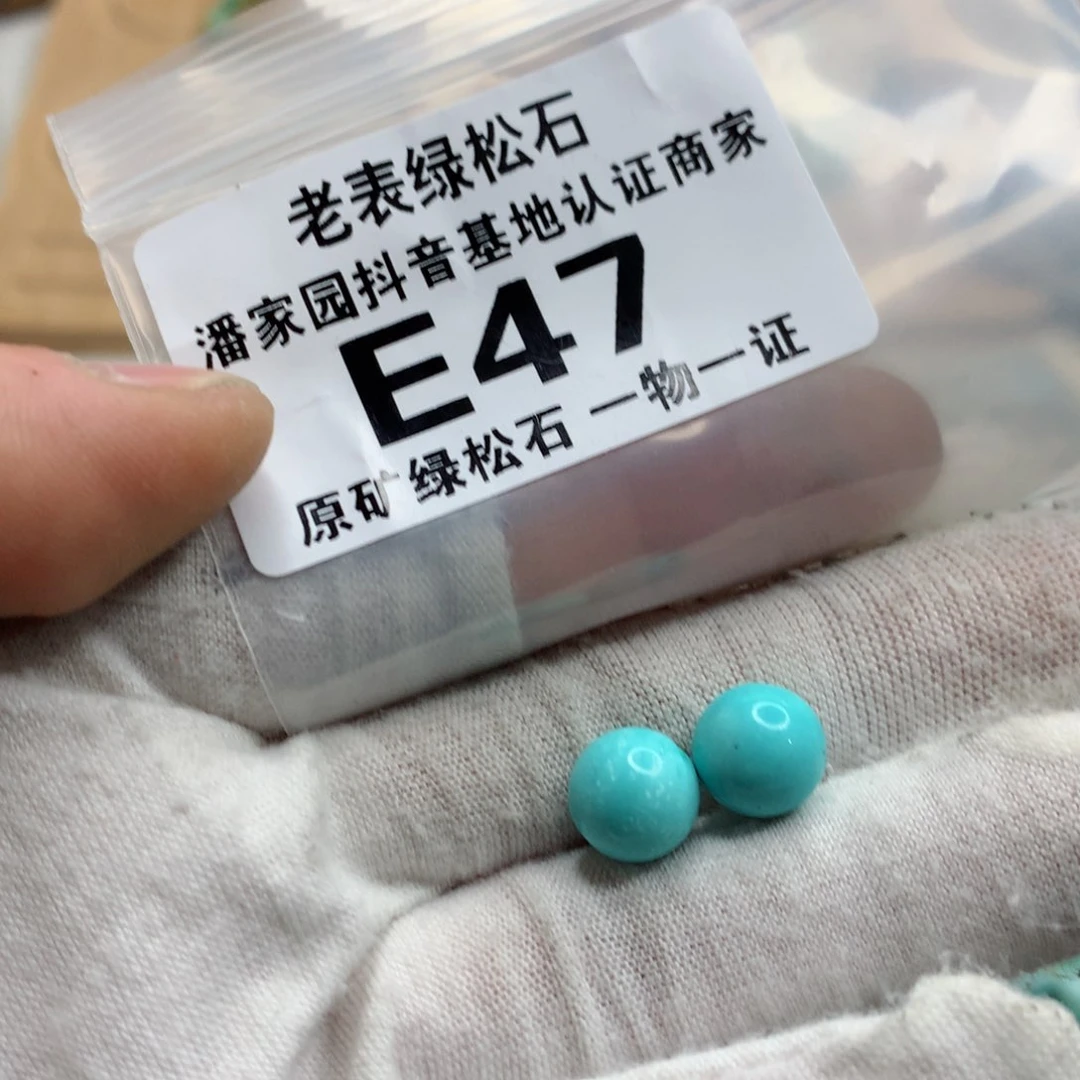 老表绿松石
潘家园抖音基地认证商家
E47
原矿绿松石 一物一证